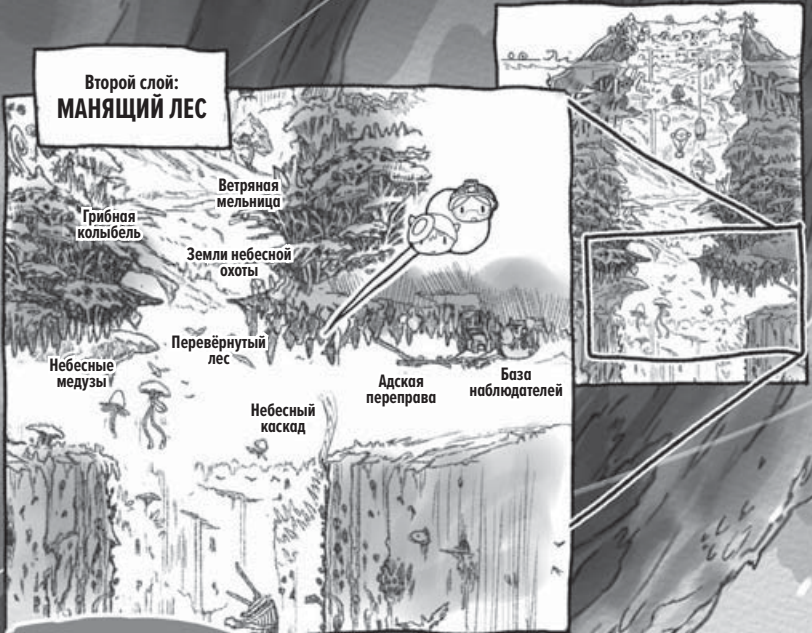 Второй слой:
МАНЯЩИЙ ЛЕС
Ветряная
мельница
Грибная
колыбель
Земли небесной
охоты
Перевёрнутый
лес
Небесные
медузы
Адская
переправа
База
наблюдателей
Небесный
каскад